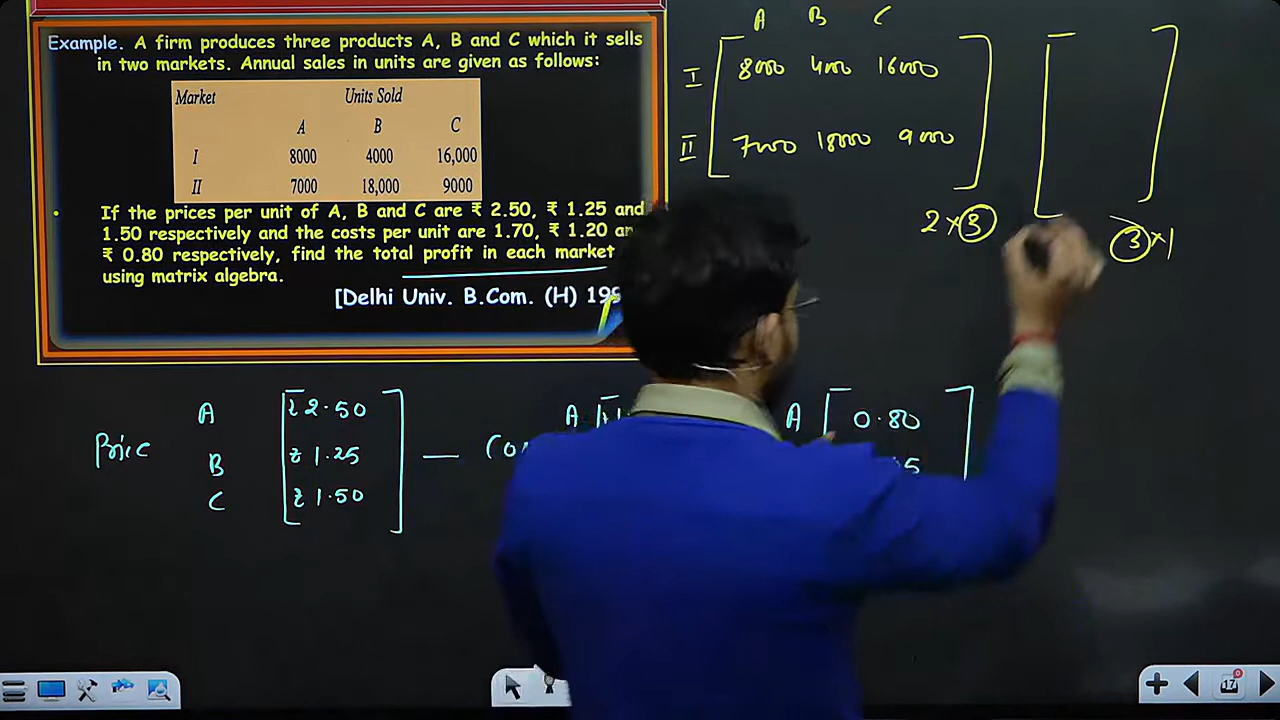 Example. A firm produces three products A, B and C which it sells
in two markets. Annual sales in units are given as follows:
Market Units Sold
A B C
I 8000 4000 16,000
II 7000 18,000 9000
If the prices per unit of A, B and C are ₹ 2.50, ₹ 1.25 and
1.50 respectively and the costs per unit are 1.70, ₹ 1.20
₹ 0.80 respectively, find the total profit in each market
using matrix algebra.
[Delhi Univ. B.Com. (H)
A B C
I 8000 4000 16000
II 7000 18000 9000
2 × 3
3 × 1
Price
A ₹ 2.50
B ₹ 1.25
C ₹ 1.50
—
A
A 0.80
17